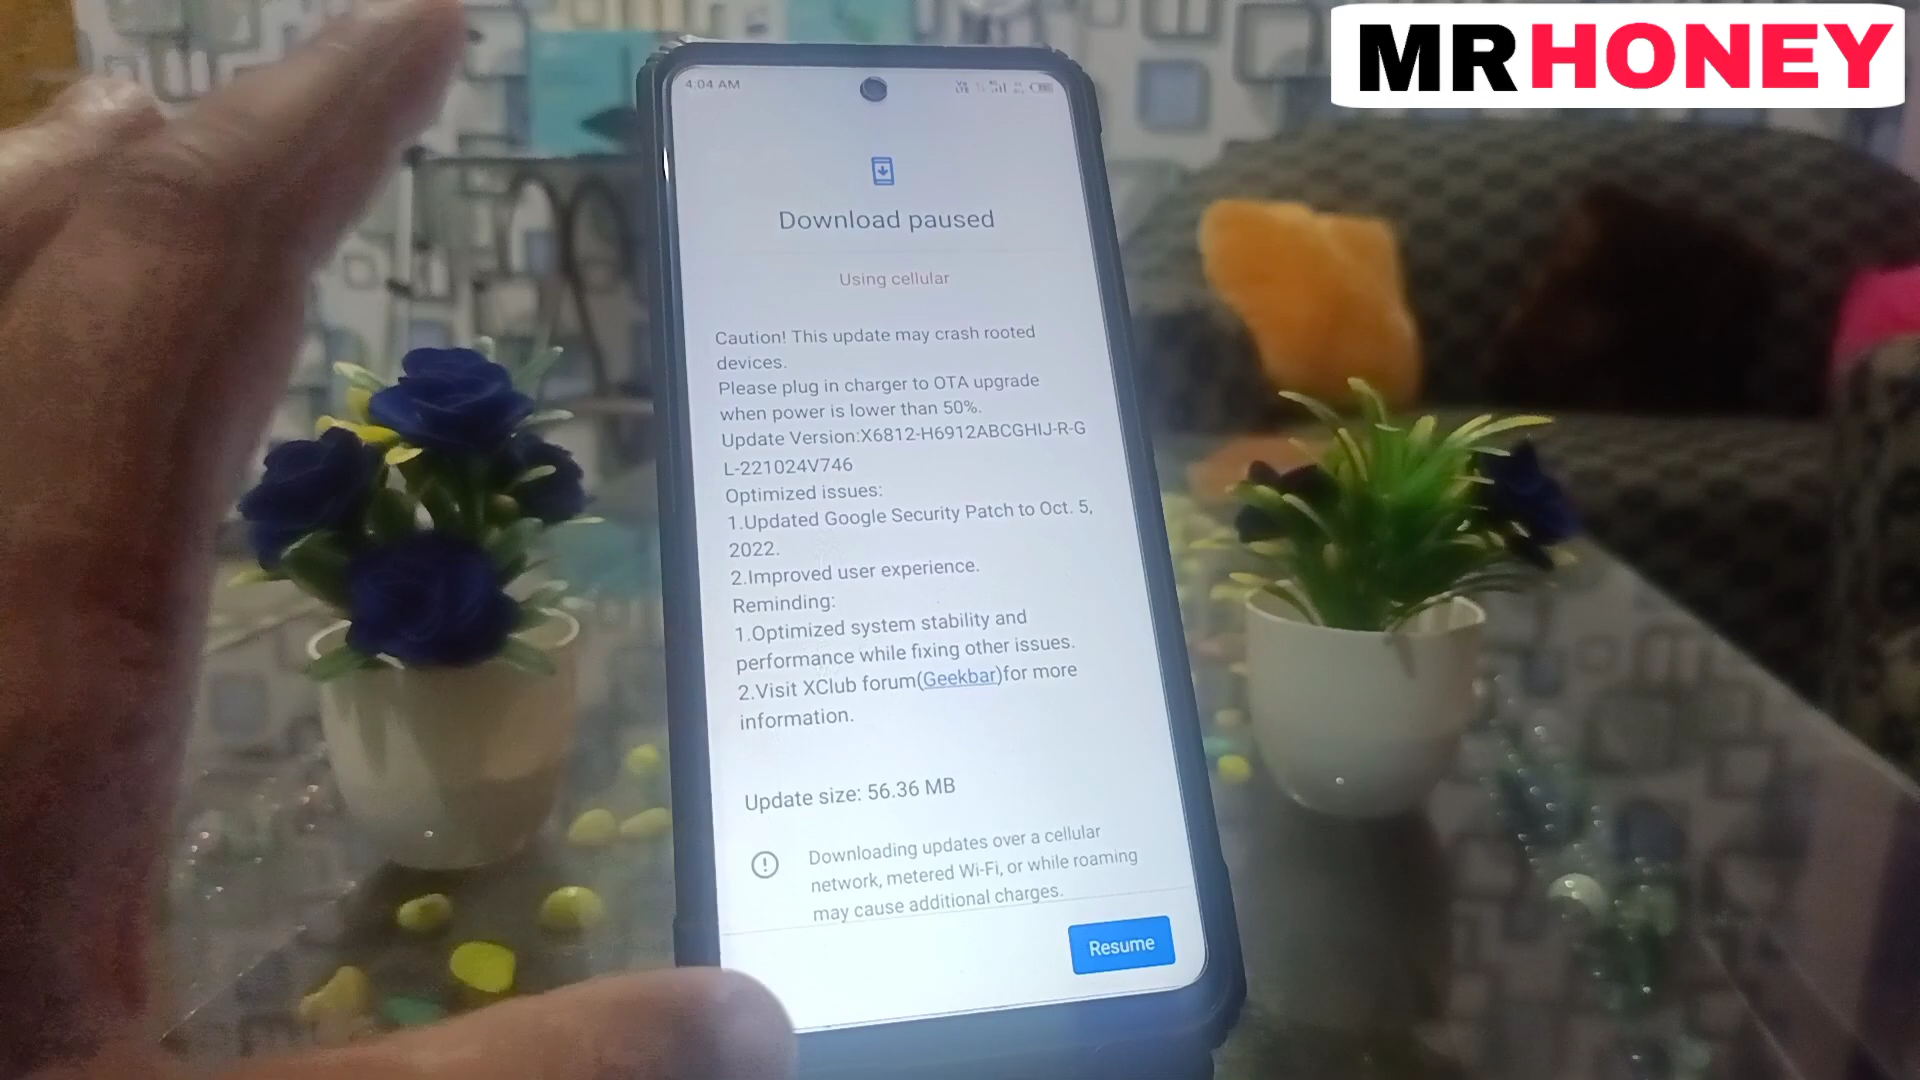 MRHONEY
4:04 AM
Download paused
Using cellular
Caution! This update may crash rooted
devices.
Please plug in charger to OTA upgrade
when power is lower than 50%.
Update Version:X6812-H6912ABCGHIJ-R-G
L-221024V746
Optimized issues:
1.Updated Google Security Patch to Oct. 5,
2022.
2.Improved user experience.
Reminding:
1.Optimized system stability and
performance while fixing other issues.
2.Visit XClub forum(Geekbar)for more
information.
Update size: 56.36 MB
Downloading updates over a cellular
network, metered Wi-Fi, or while roaming
may cause additional charges.
Resume